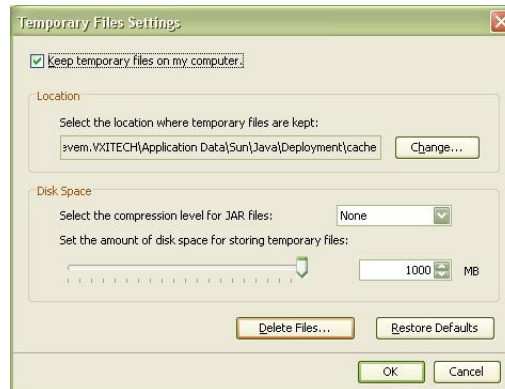 Temporary Files Settings
Keep temporary files on my computer.
Location
Select the location where temporary files are kept:
evem.VXITECH\Application Data\Sun\Java\Deployment\cache
Change...
Disk Space
Select the compression level for JAR files:
None
Set the amount of disk space for storing temporary files:
1000 MB
Delete Files...
Restore Defaults
OK
Cancel